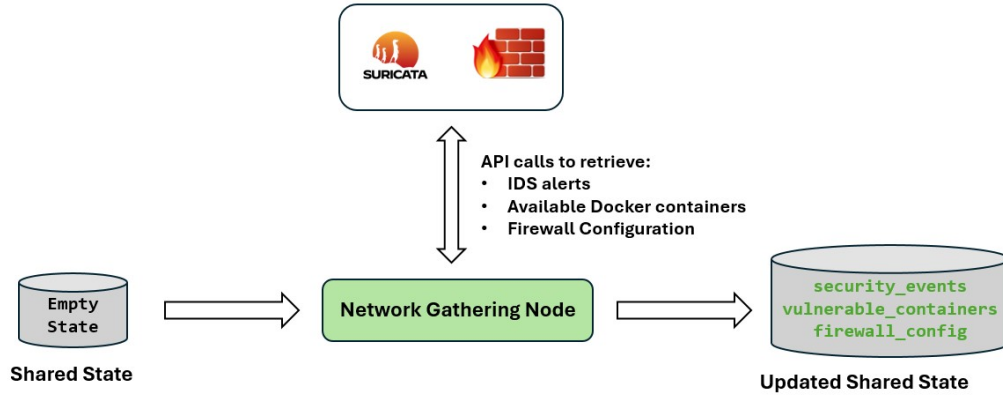 SURICATA
API calls to retrieve:
• IDS alerts
• Available Docker containers
• Firewall Configuration
Empty
State
Shared State
Network Gathering Node
security_events
vulnerable_containers
firewall_config
Updated Shared State